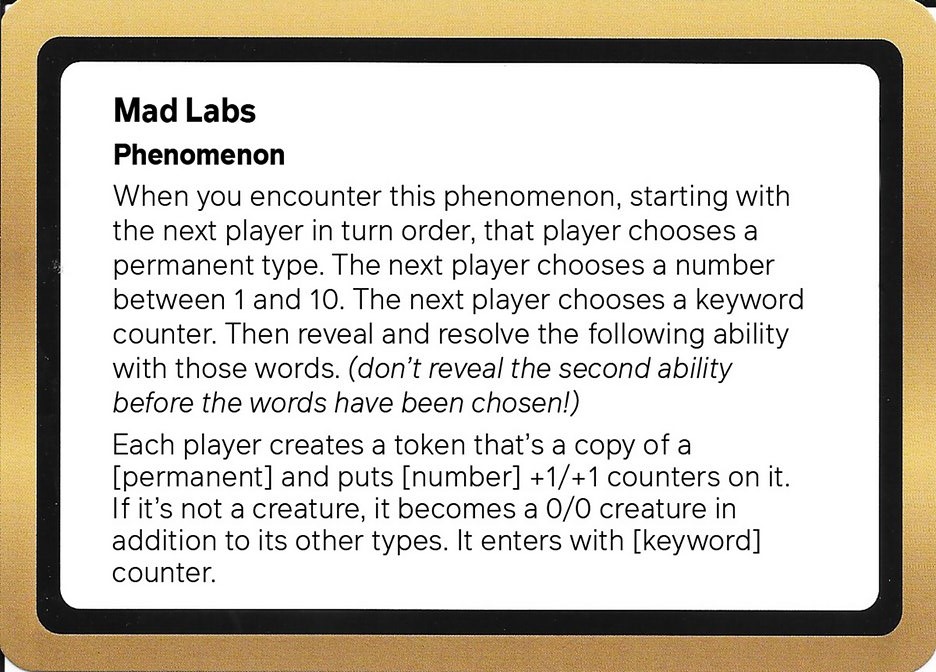 Mad Labs
Phenomenon
When you encounter this phenomenon, starting with
the next player in turn order, that player chooses a
permanent type. The next player chooses a number
between 1 and 10. The next player chooses a keyword
counter. Then reveal and resolve the following ability
with those words. (don't reveal the second ability
before the words have been chosen!)
Each player creates a token that's a copy of a
[permanent] and puts [number] +1/+1 counters on it.
If it's not a creature, it becomes a 0/0 creature in
addition to its other types. It enters with [keyword]
counter.